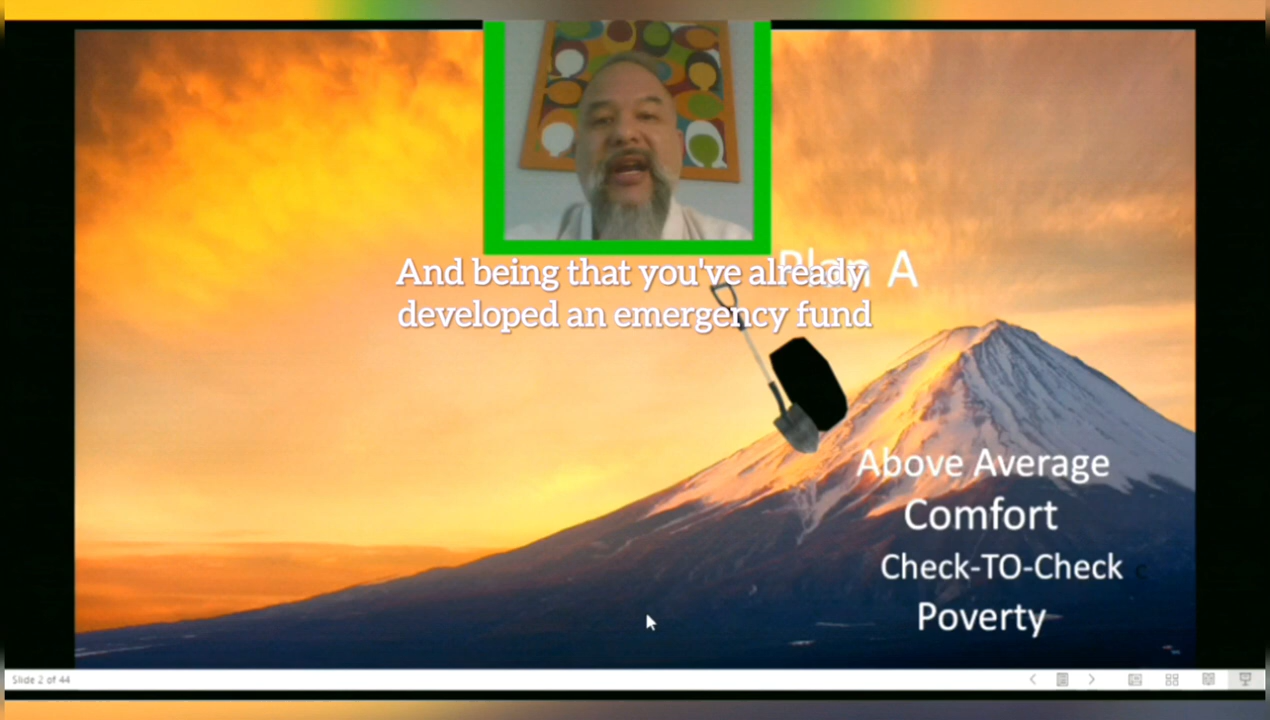 Plan A
And being that you've already
developed an emergency fund
Above Average
Comfort
Check-TO-Check
Poverty
Slide 2 of 44